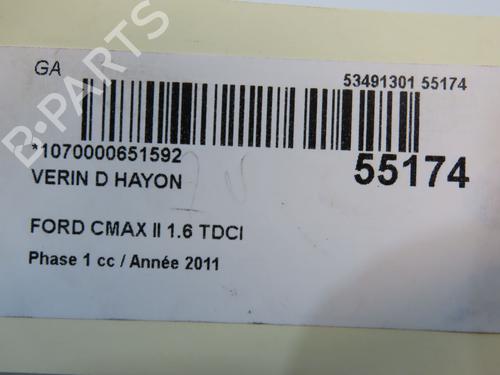 GA
53491301 55174
*1070000651592
55174
VERIN D HAYON
FORD CMAX II 1.6 TDCI
Phase 1 cc / Année 2011
B-PARTS